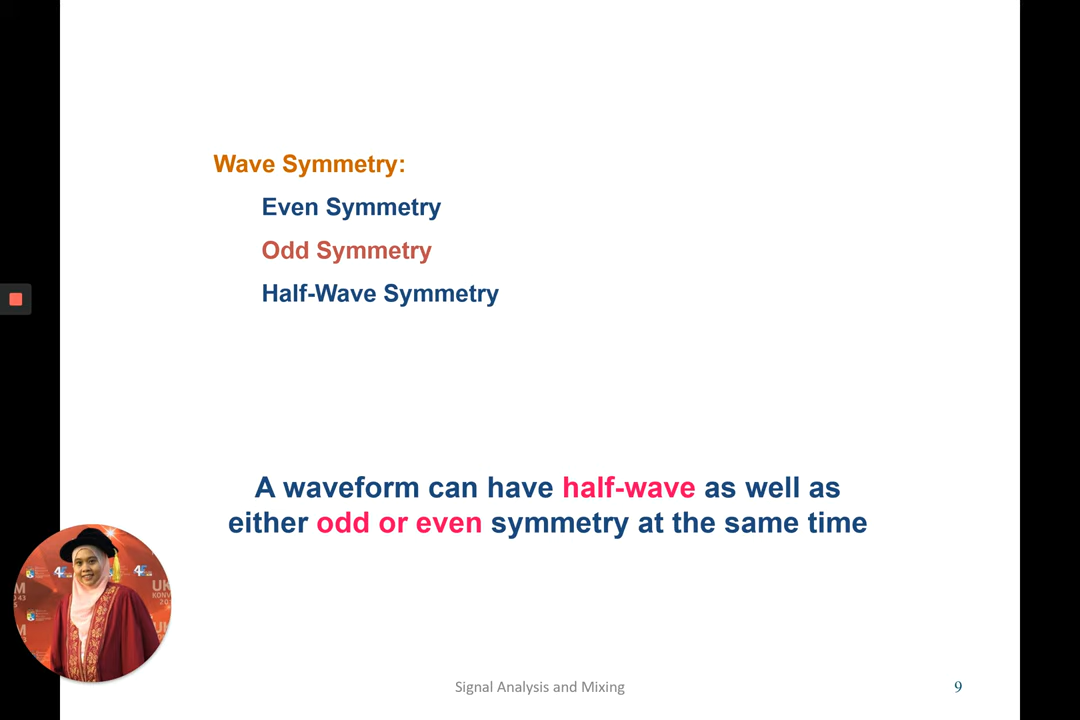 Wave Symmetry:
Even Symmetry
Odd Symmetry
Half-Wave Symmetry
A waveform can have half-wave as well as
either odd or even symmetry at the same time
Signal Analysis and Mixing
9